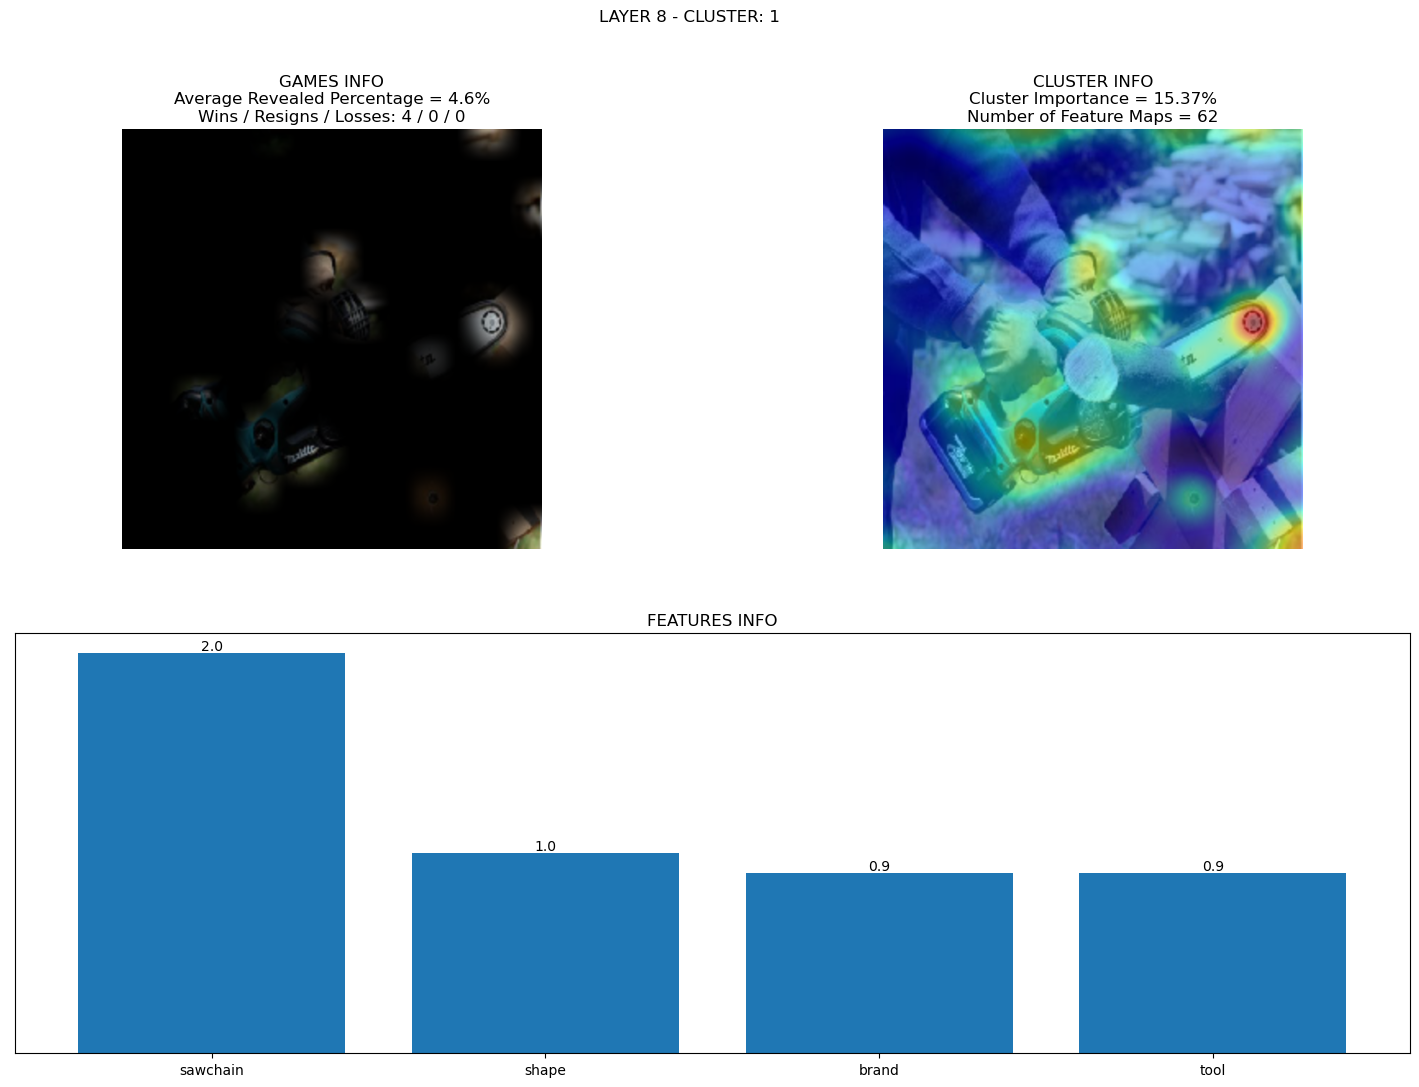 LAYER 8 - CLUSTER: 1
GAMES INFO
Average Revealed Percentage = 4.6%
Wins / Resigns / Losses: 4 / 0 / 0
CLUSTER INFO
Cluster Importance = 15.37%
Number of Feature Maps = 62
makita
makita
FEATURES INFO
2.0
1.0
0.9
0.9
sawchain
shape
brand
tool